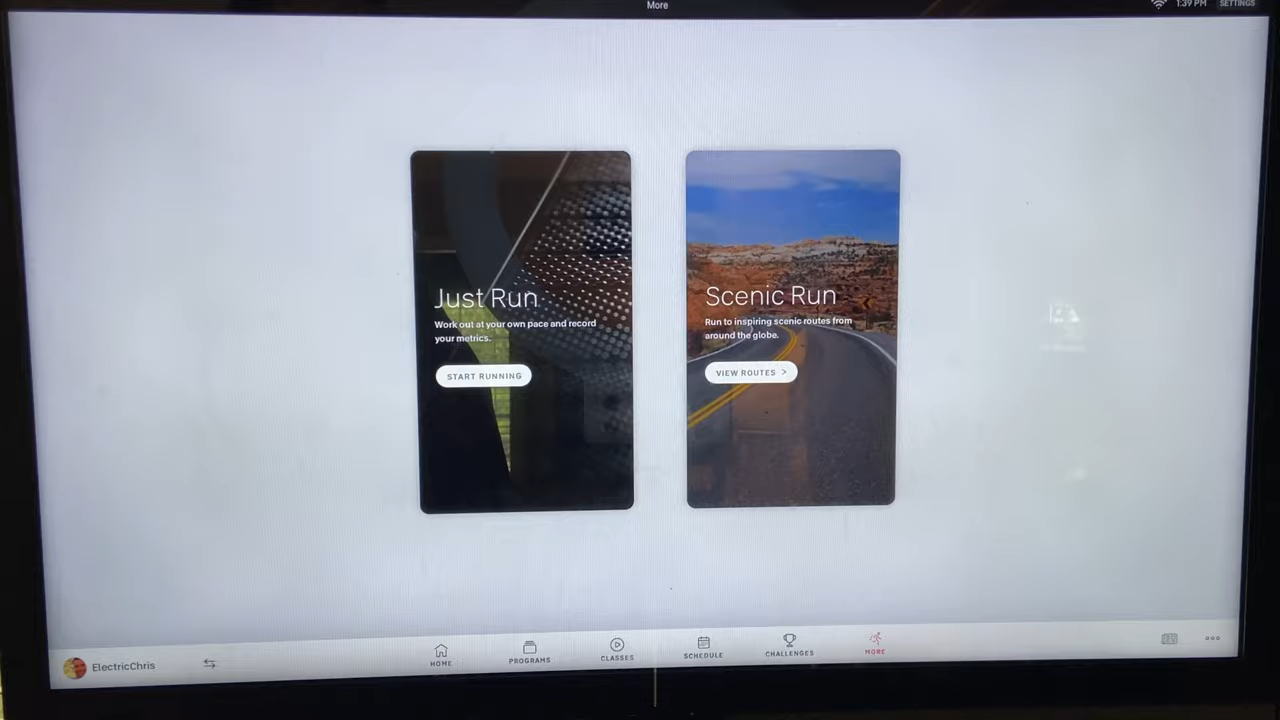 More
1:39 PM
SETTINGS
Just Run
Work out at your own pace and record
your metrics.
START RUNNING
Scenic Run
Run to inspiring scenic routes from
around the globe.
VIEW ROUTES >
ElectricChris
HOME
PROGRAMS
CLASSES
SCHEDULE
CHALLENGES
MORE